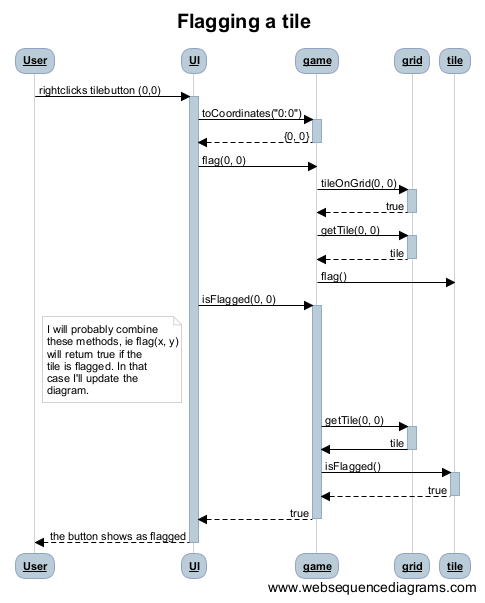 Flagging a tile
User UI game grid tile
rightclicks tilebutton (0,0)
toCoordinates("0:0")
{0, 0}
flag(0, 0)
tileOnGrid(0, 0)
true
getTile(0, 0)
tile
flag()
isFlagged(0, 0)
I will probably combine
these methods, ie flag(x, y)
will return true if the
tile is flagged. In that
case I'll update the
diagram.
getTile(0, 0)
tile
isFlagged()
true
true
the button shows as flagged
User UI game grid tile
www.websequencediagrams.com